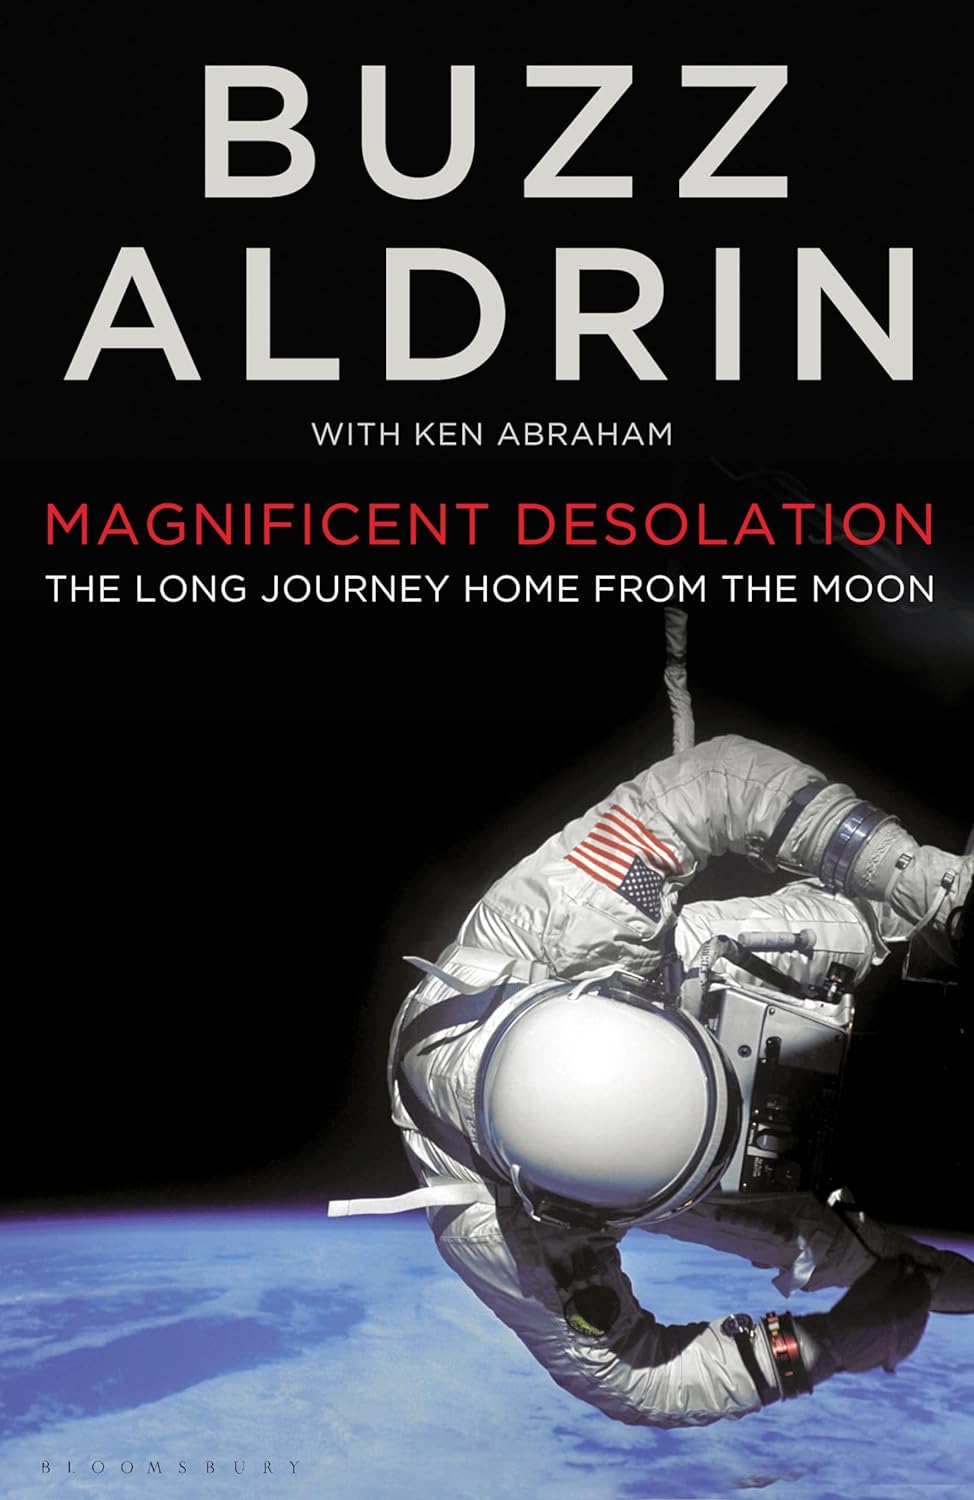 BUZZ
ALDRIN
WITH KEN ABRAHAM
MAGNIFICENT DESOLATION
THE LONG JOURNEY HOME FROM THE MOON
BLOOMSBURY